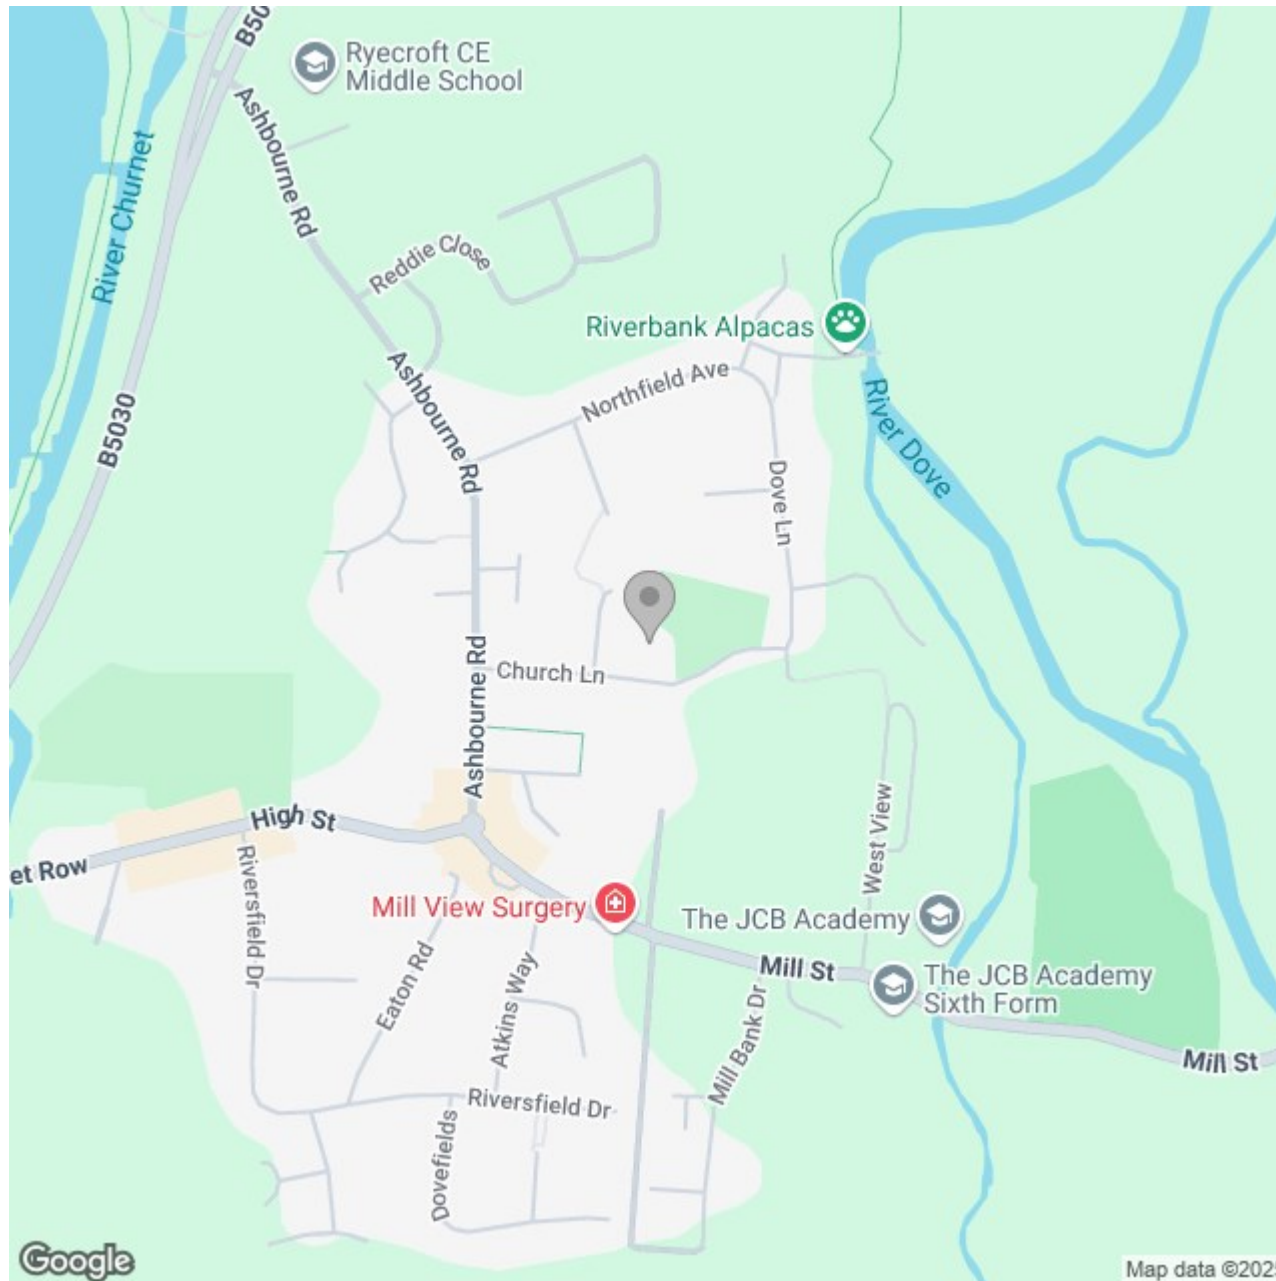 B50
Ryecroft CE
Middle School
Ashbourne Rd
River Churnet
Reddie Close
Riverbank Alpacas
Ashbourne Rd
Northfield Ave
River Dove
B5030
Dove Ln
Ashbourne Rd
Church Ln
High St
et Row
Riversfield Dr
West View
Mill View Surgery
The JCB Academy
Eaton Rd
Atkins Way
Mill St
The JCB Academy
Sixth Form
Mill Bank Dr
Mill St
Riversfield Dr
Dovefields
Google
Map data ©202